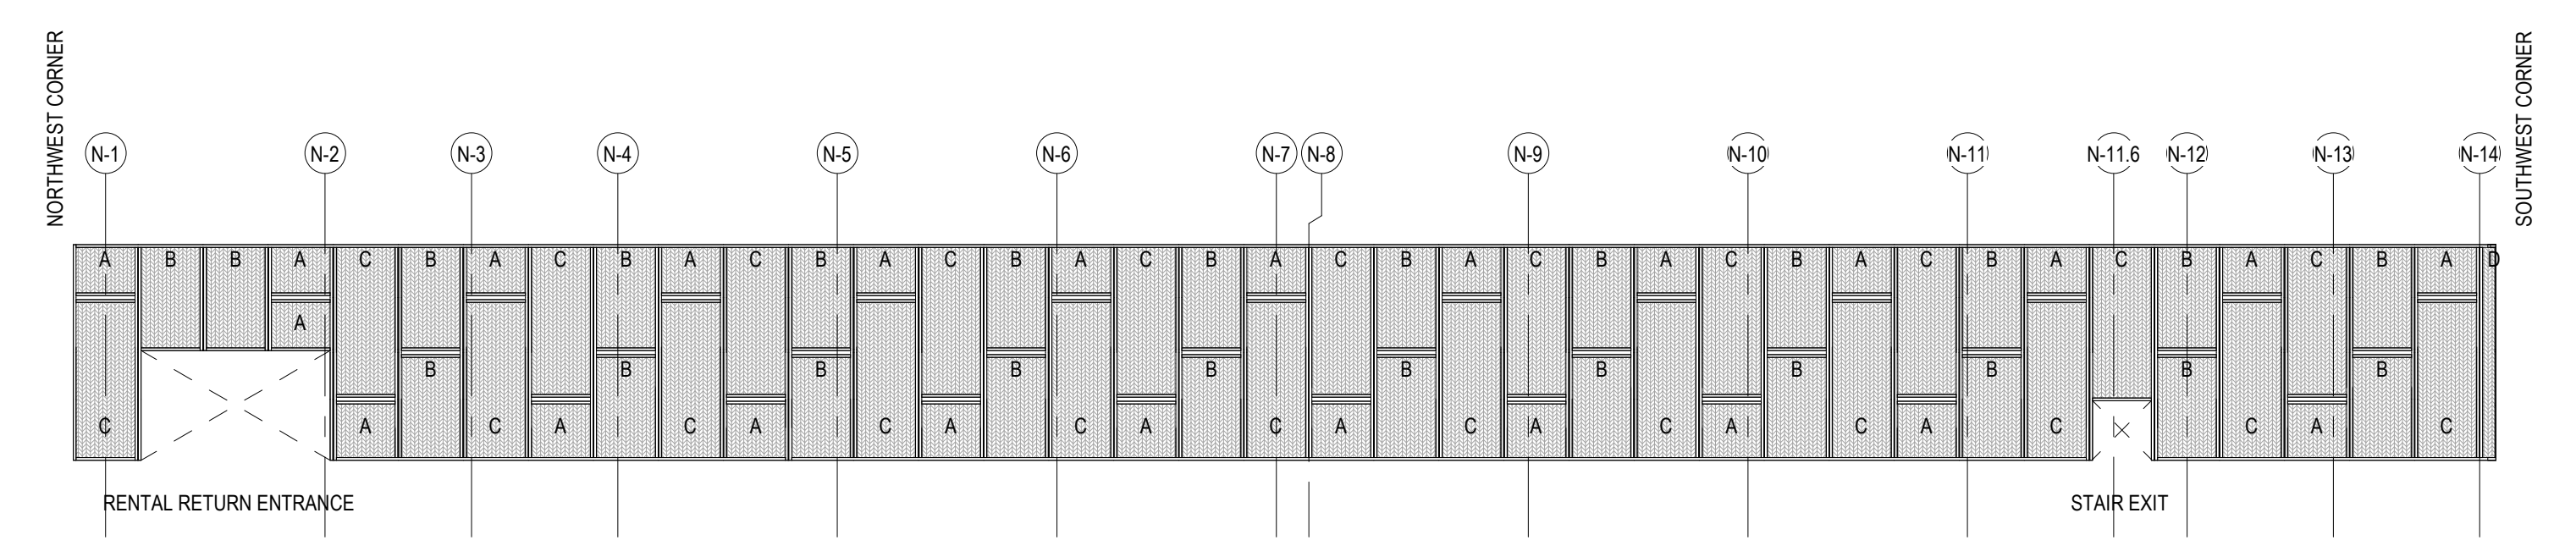 NORTHWEST CORNER
SOUTHWEST CORNER
N-1 N-2 N-3 N-4 N-5 N-6 N-7 N-8 N-9 N-10 N-11 N-11.6 N-12 N-13 N-14
A B B A C B A C B A C B A C B A C B A C B A C B A C B A C B A C B A C B A D
A
B B B B B B B B B B B
C A C A C A C A C A C A C A C A C A C C A C
RENTAL RETURN ENTRANCE
STAIR EXIT